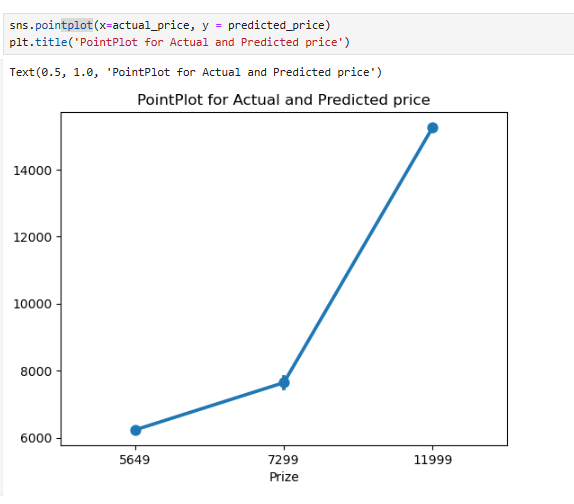 sns.pointplot(x=actual_price, y = predicted_price)
plt.title('PointPlot for Actual and Predicted price')
Text(0.5, 1.0, 'PointPlot for Actual and Predicted price')
PointPlot for Actual and Predicted price
14000
12000
10000
8000
6000
5649 7299 11999
Prize